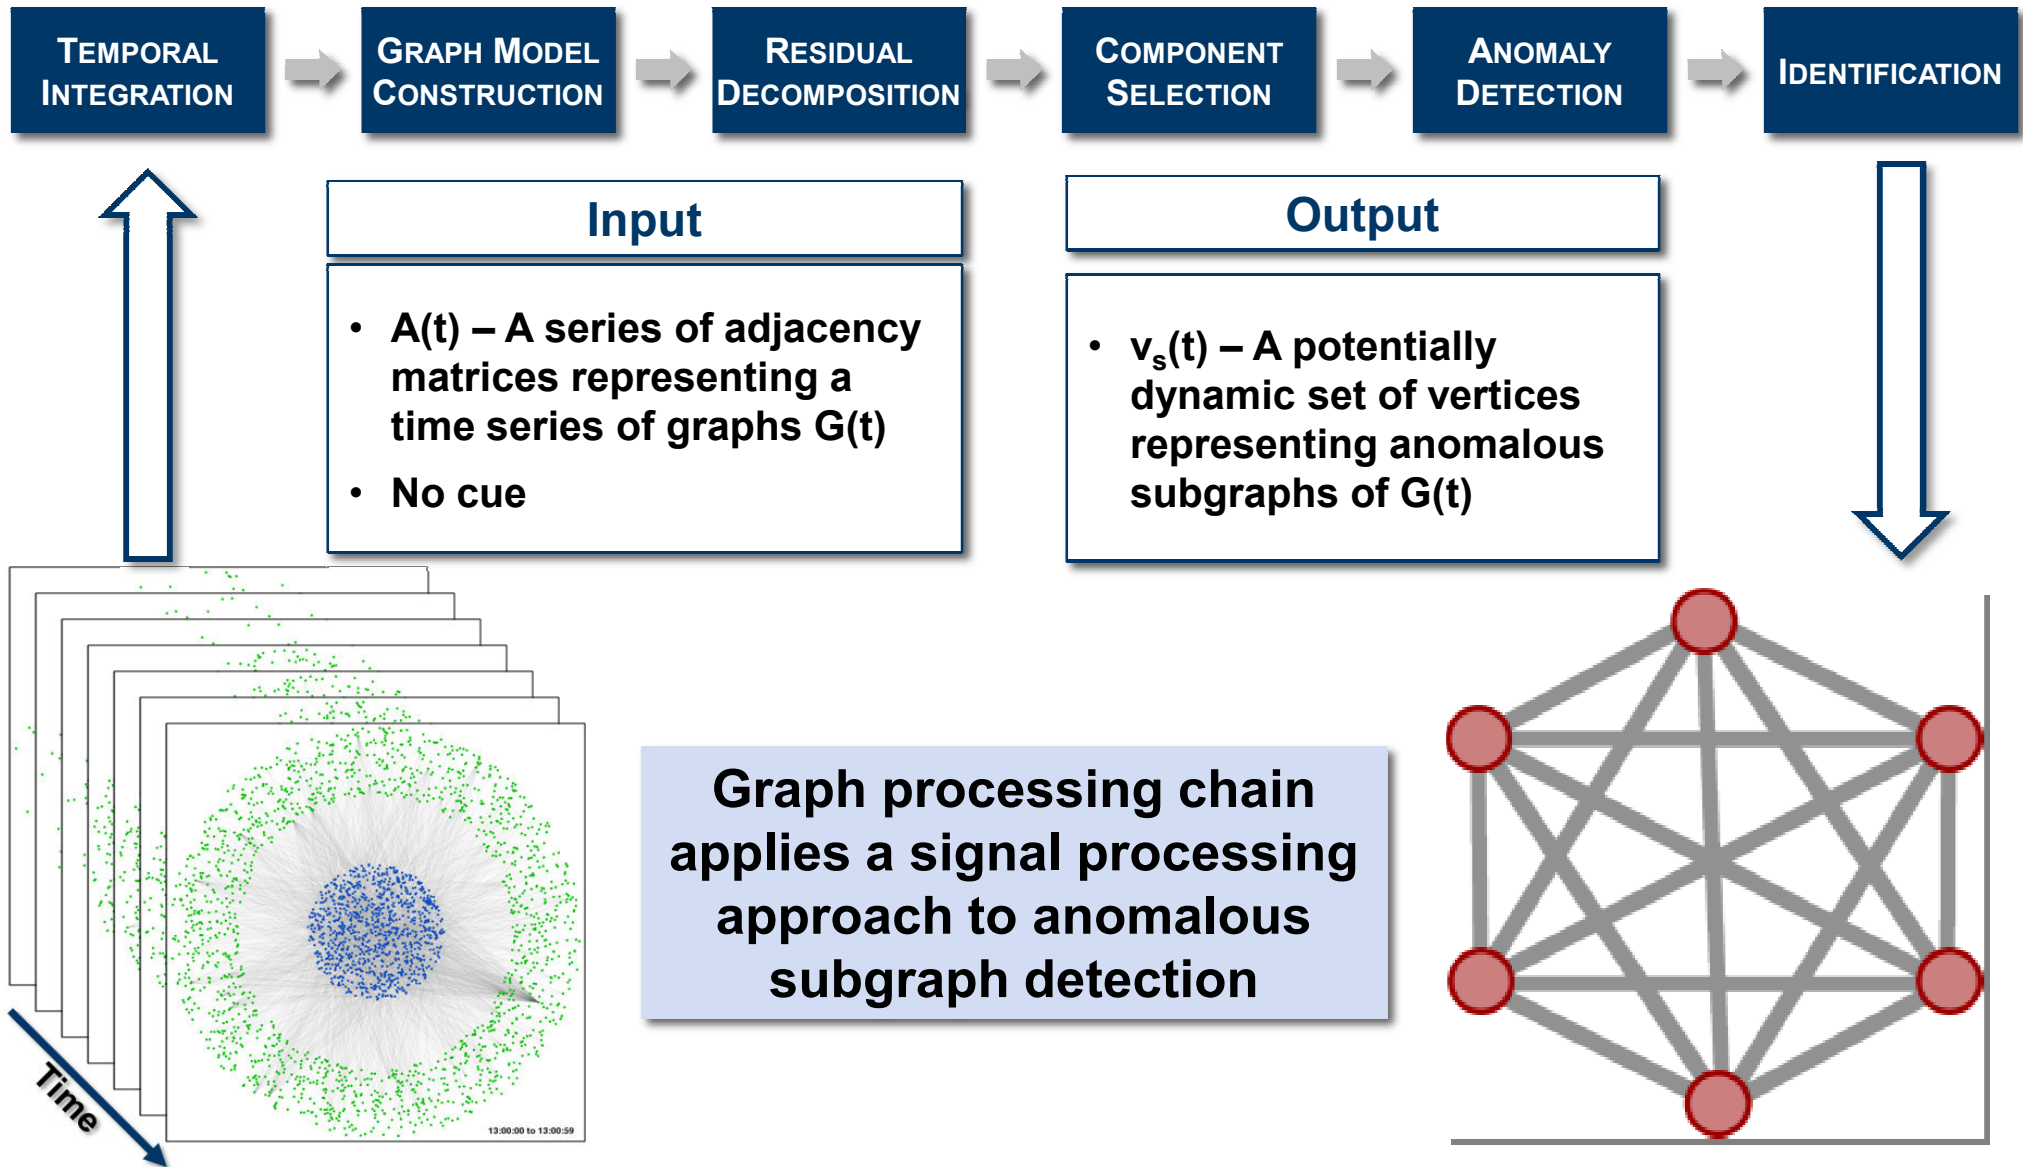 TEMPORAL
INTEGRATION
GRAPH MODEL
CONSTRUCTION
RESIDUAL
DECOMPOSITION
COMPONENT
SELECTION
ANOMALY
DETECTION
IDENTIFICATION
Input
• A(t) – A series of adjacency
matrices representing a
time series of graphs G(t)
• No cue
Output
• vₛ(t) – A potentially
dynamic set of vertices
representing anomalous
subgraphs of G(t)
Graph processing chain
applies a signal processing
approach to anomalous
subgraph detection
Time
13:00:00 to 13:00:59